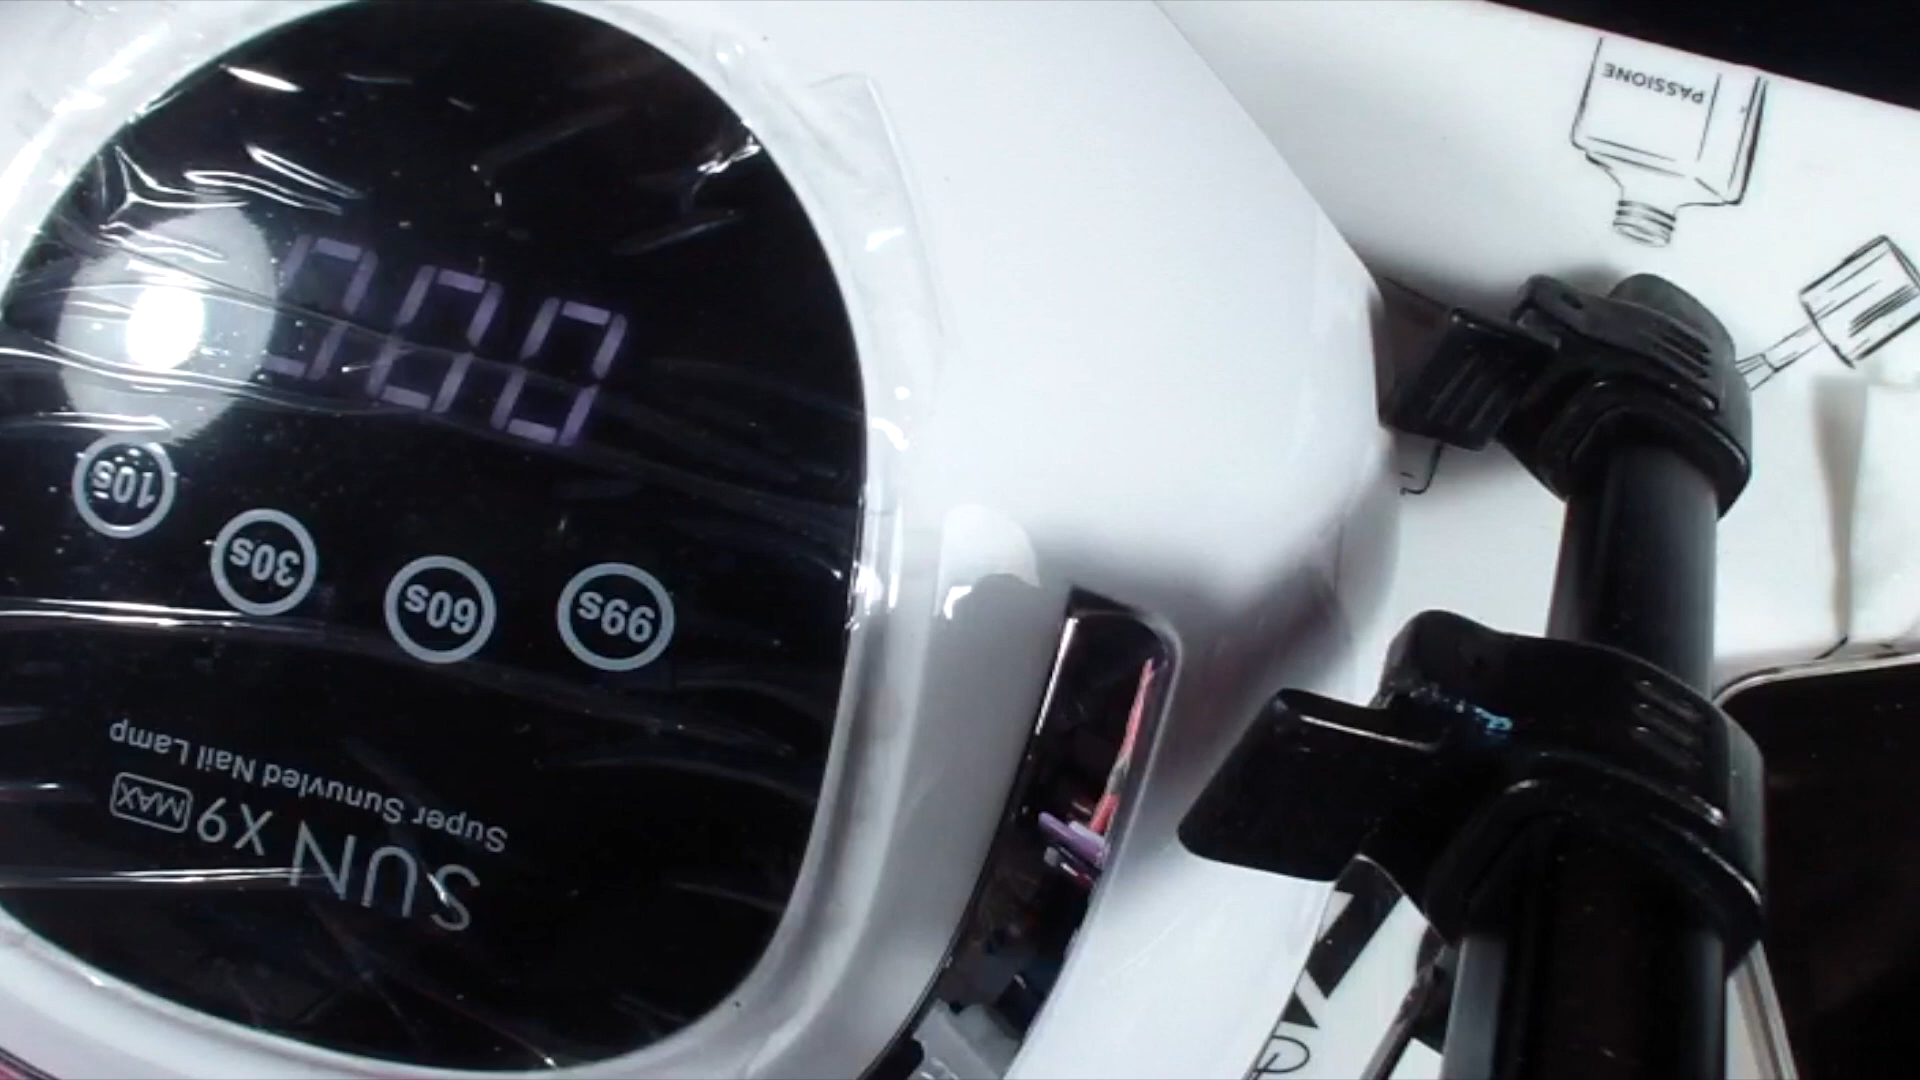 SUN X9 MAX
Super Sunuvled Nail Lamp
99s 60s 30s 10s
000
PASSIONE